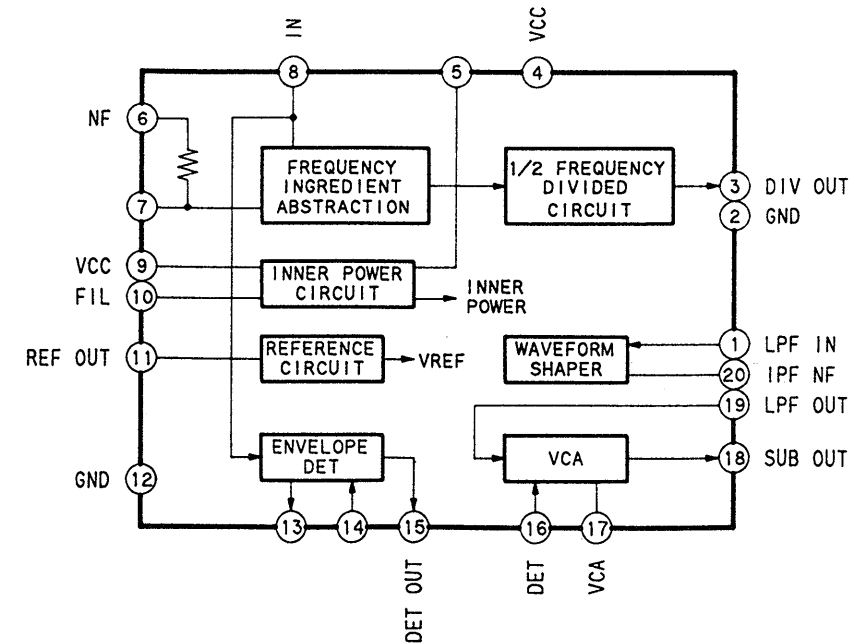 IN
VCC
8
5
4
NF
6
FREQUENCY
INGREDIENT
ABSTRACTION
1/2 FREQUENCY
DIVIDED
CIRCUIT
3
DIV OUT
7
2
GND
VCC
9
INNER POWER
CIRCUIT
FIL
10
INNER
POWER
REF OUT
11
REFERENCE
CIRCUIT
VREF
WAVEFORM
SHAPER
1
LPF IN
20
IPF NF
19
LPF OUT
GND
12
ENVELOPE
DET
VCA
18
SUB OUT
13
14
15
16
17
DET OUT
DET
VCA